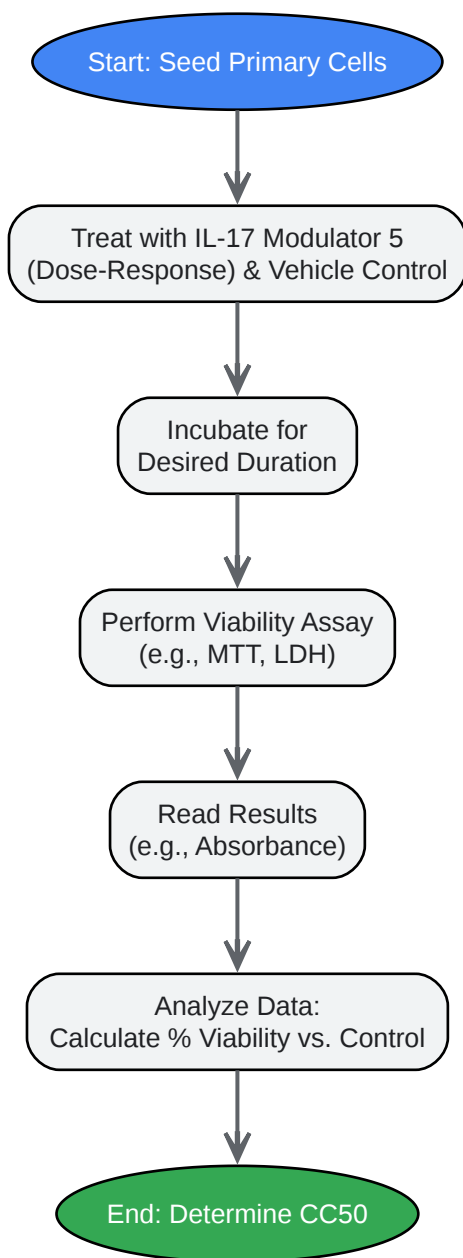 Start: Seed Primary Cells
Treat with IL-17 Modulator 5
(Dose-Response) & Vehicle Control
Incubate for
Desired Duration
Perform Viability Assay
(e.g., MTT, LDH)
Read Results
(e.g., Absorbance)
Analyze Data:
Calculate % Viability vs. Control
End: Determine CC50